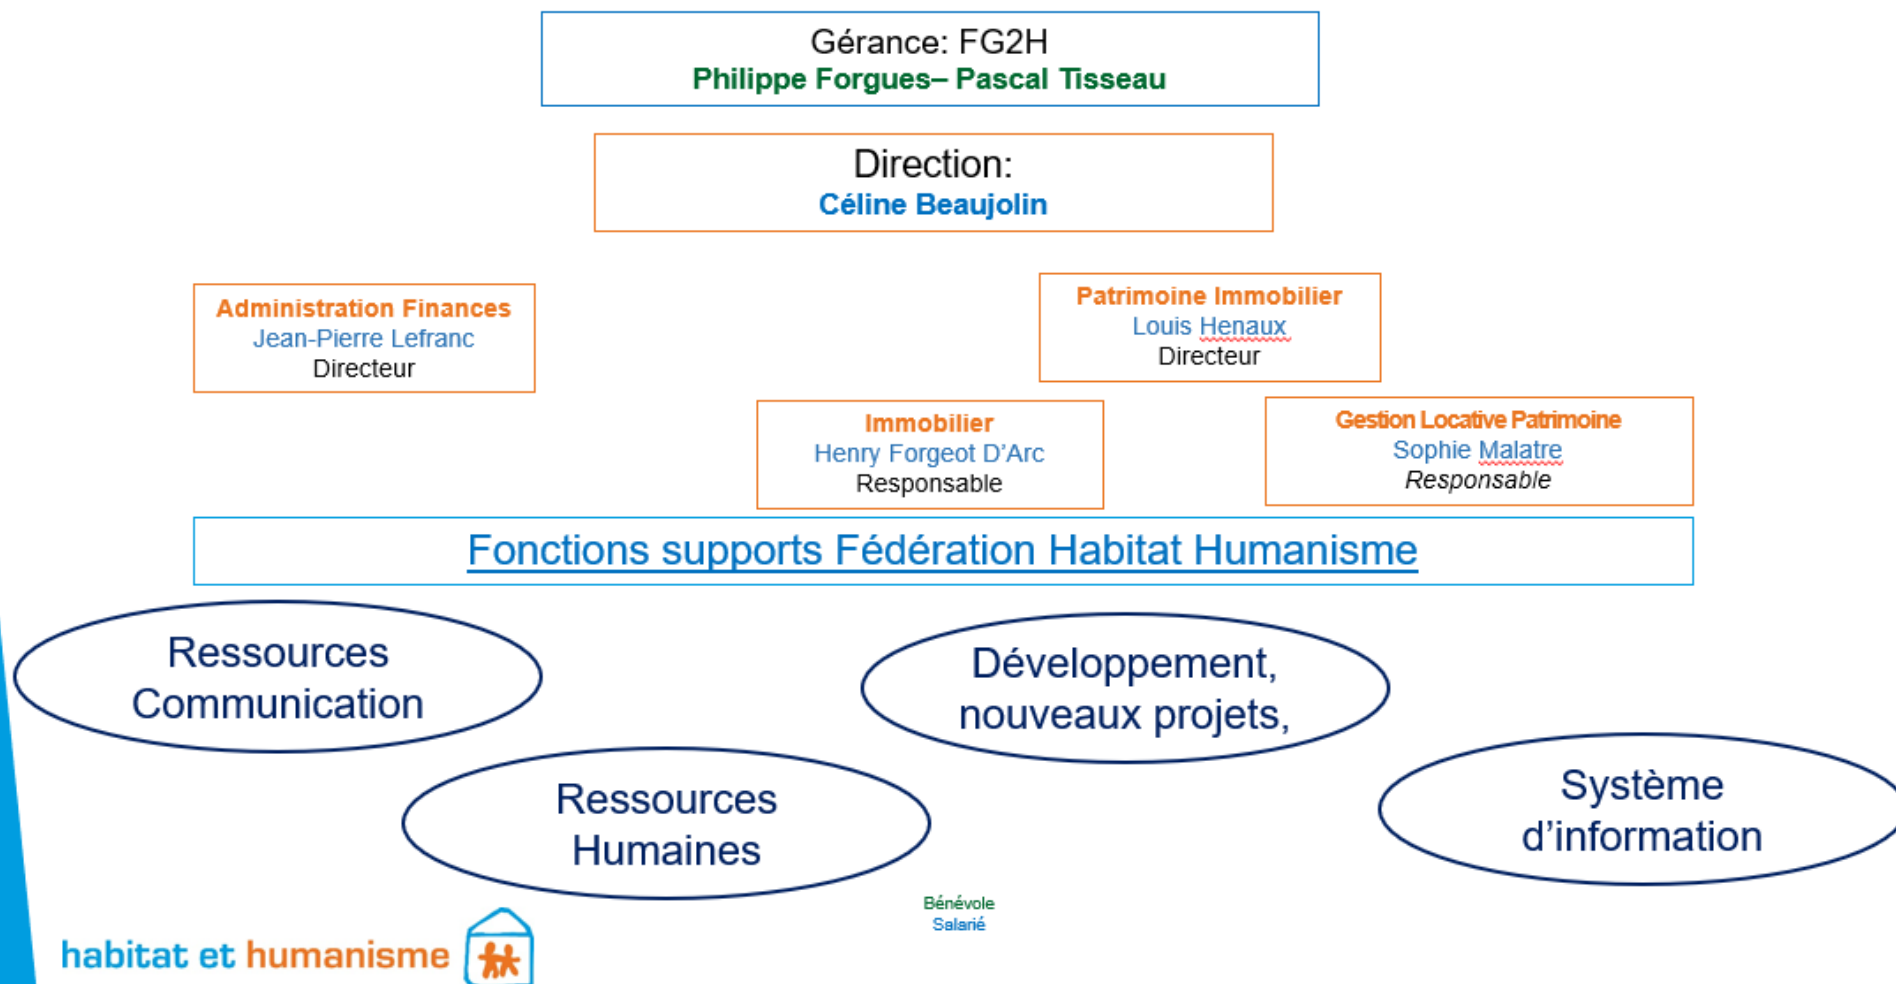 Gérance: FG2H
Philippe Forgues– Pascal Tisseau
Direction:
Céline Beaujolin
Administration Finances
Jean-Pierre Lefranc
Directeur
Patrimoine Immobilier
Louis Henaux
Directeur
Immobilier
Henry Forgeot D’Arc
Responsable
Gestion Locative Patrimoine
Sophie Malatre
Responsable
Fonctions supports Fédération Habitat Humanisme
Ressources
Communication
Développement,
nouveaux projets,
Ressources
Humaines
Système
d’information
Bénévole
Salarié
habitat et humanisme